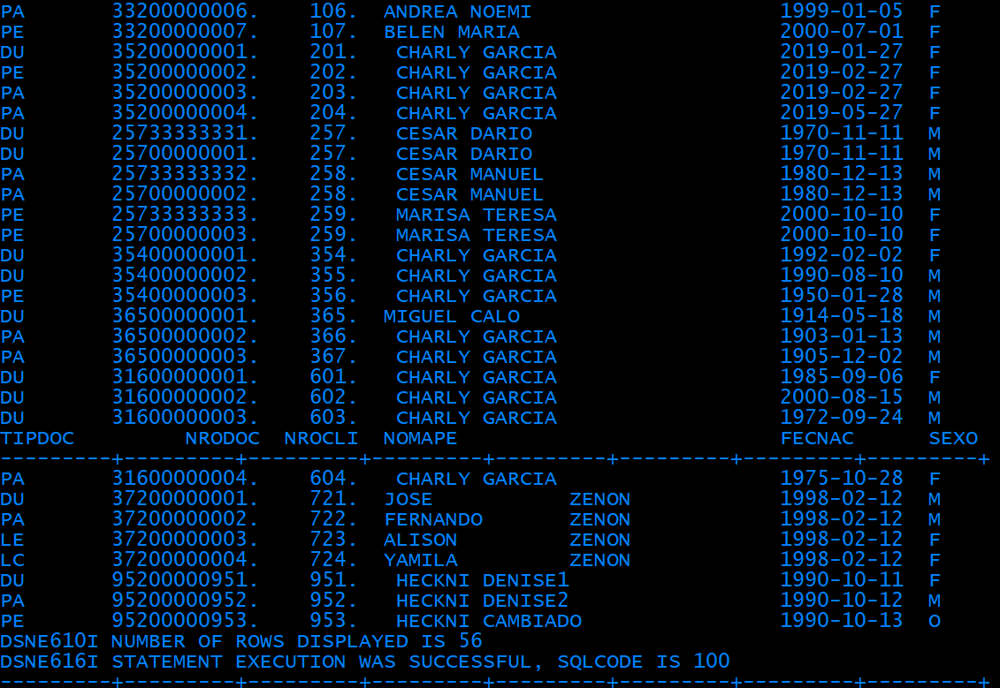 PA       33200000006.    106.  ANDREA NOEMI                    1999-01-05  F
PE       33200000007.    107.  BELEN MARIA                     2000-07-01  F
DU       35200000001.    201.   CHARLY GARCIA                  2019-01-27  F
PE       35200000002.    202.   CHARLY GARCIA                  2019-02-27  F
PA       35200000003.    203.   CHARLY GARCIA                  2019-02-27  F
PA       35200000004.    204.   CHARLY GARCIA                  2019-05-27  F
DU       25733333331.    257.   CESAR DARIO                    1970-11-11  M
DU       25700000001.    257.   CESAR DARIO                    1970-11-11  M
PA       25733333332.    258.   CESAR MANUEL                   1980-12-13  M
PA       25700000002.    258.   CESAR MANUEL                   1980-12-13  M
PE       25733333333.    259.   MARISA TERESA                  2000-10-10  F
PE       25700000003.    259.   MARISA TERESA                  2000-10-10  F
DU       35400000001.    354.   CHARLY GARCIA                  1992-02-02  F
DU       35400000002.    355.   CHARLY GARCIA                  1990-08-10  M
PE       35400000003.    356.   CHARLY GARCIA                  1950-01-28  M
DU       36500000001.    365.  MIGUEL CALO                     1914-05-18  M
PA       36500000002.    366.   CHARLY GARCIA                  1903-01-13  M
PA       36500000003.    367.   CHARLY GARCIA                  1905-12-02  M
DU       31600000001.    601.   CHARLY GARCIA                  1985-09-06  F
DU       31600000002.    602.   CHARLY GARCIA                  2000-08-15  M
DU       31600000003.    603.   CHARLY GARCIA                  1972-09-24  M
TIPDOC         NRODOC  NROCLI  NOMAPE                          FECNAC      SEXO
---------+---------+---------+---------+---------+---------+---------+---------+
PA       31600000004.    604.   CHARLY GARCIA                  1975-10-28  F
DU       37200000001.    721.  JOSE           ZENON            1998-02-12  M
PA       37200000002.    722.  FERNANDO       ZENON            1998-02-12  M
LE       37200000003.    723.  ALISON         ZENON            1998-02-12  F
LC       37200000004.    724.  YAMILA         ZENON            1998-02-12  F
DU       95200000951.    951.   HECKNI DENISE1                 1990-10-11  F
PA       95200000952.    952.   HECKNI DENISE2                 1990-10-12  M
PE       95200000953.    953.   HECKNI CAMBIADO                1990-10-13  O
DSNE610I NUMBER OF ROWS DISPLAYED IS 56
DSNE616I STATEMENT EXECUTION WAS SUCCESSFUL, SQLCODE IS 100
---------+---------+---------+---------+---------+---------+---------+---------+